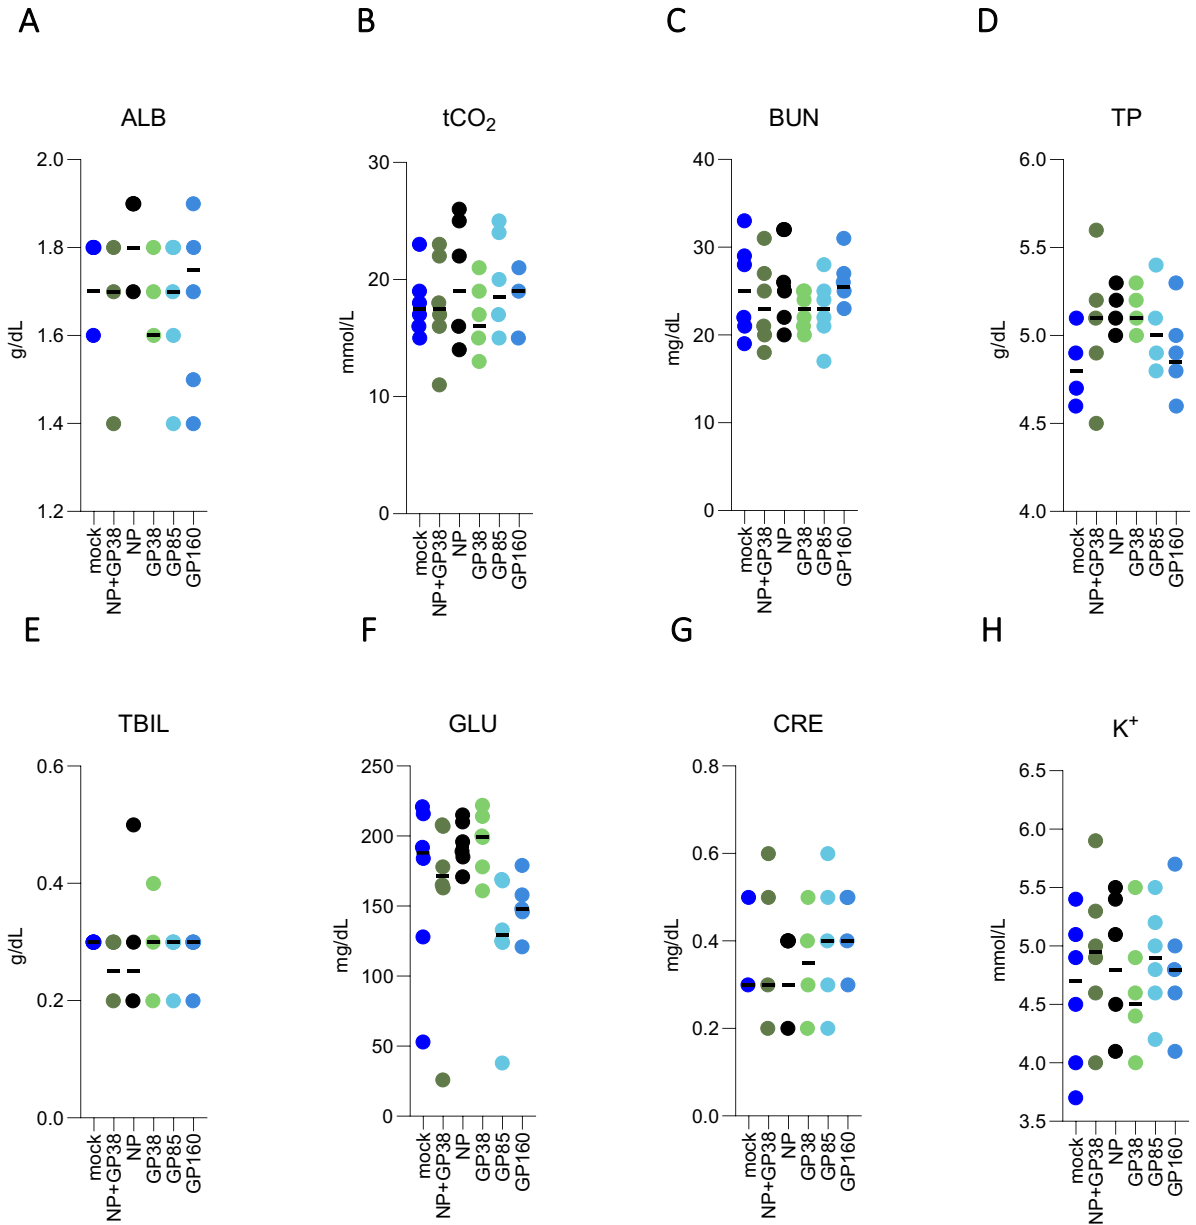 A B C D
ALB tCO2 BUN TP
2.0
1.8
1.6
1.4
1.2
g/dL
mock NP+GP38 NP GP38 GP85 GP160
30
20
10
0
mmol/L
mock NP+GP38 NP GP38 GP85 GP160
40
30
20
10
0
mg/dL
mock NP+GP38 NP GP38 GP85 GP160
6.0
5.5
5.0
4.5
4.0
g/dL
mock NP+GP38 NP GP38 GP85 GP160
E F G H
TBIL GLU CRE K+
0.6
0.4
0.2
0.0
g/dL
mock NP+GP38 NP GP38 GP85 GP160
250
200
150
100
50
0
mg/dL
mock NP+GP38 NP GP38 GP85 GP160
0.8
0.6
0.4
0.2
0.0
mg/dL
mock NP+GP38 NP GP38 GP85 GP160
6.5
6.0
5.5
5.0
4.5
4.0
3.5
mmol/L
mock NP+GP38 NP GP38 GP85 GP160